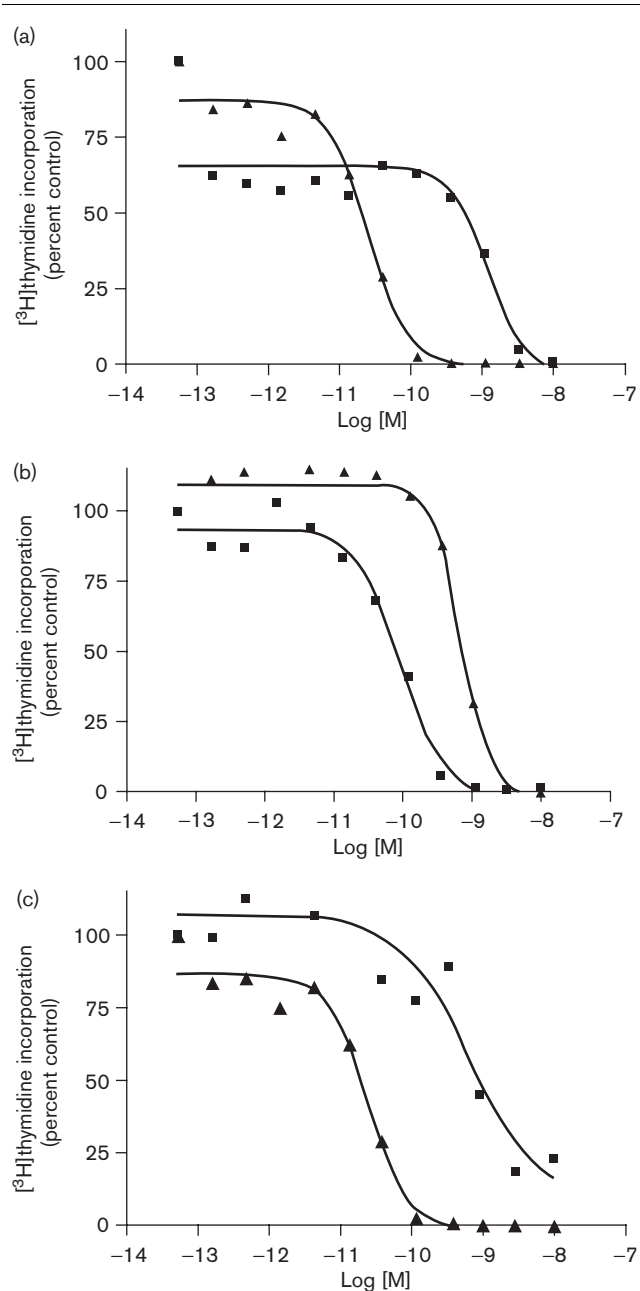 (a)
[³H]thymidine incorporation
(percent control)
100
75
50
25
0
−14 −13 −12 −11 −10 −9 −8 −7
Log [M]
(b)
[³H]thymidine incorporation
(percent control)
100
75
50
25
0
−14 −13 −12 −11 −10 −9 −8 −7
Log [M]
(c)
[³H]thymidine incorporation
(percent control)
100
75
50
25
0
−14 −13 −12 −11 −10 −9 −8 −7
Log [M]